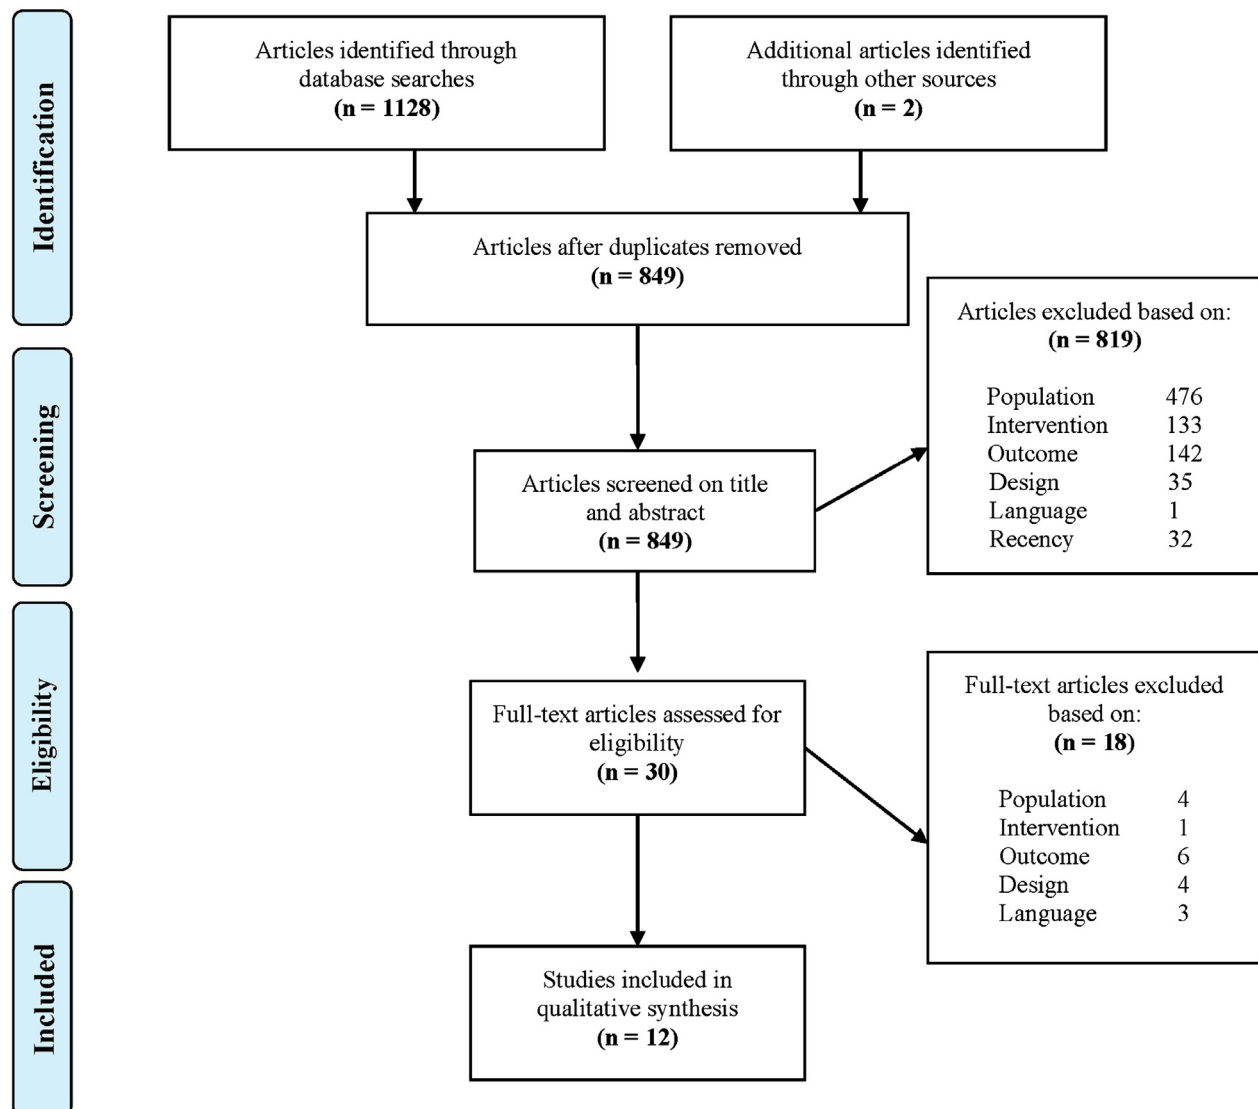 Identification
Articles identified through
database searches
(n = 1128)
Additional articles identified
through other sources
(n = 2)
Articles after duplicates removed
(n = 849)
Screening
Articles screened on title
and abstract
(n = 849)
Articles excluded based on:
(n = 819)
Population 476
Intervention 133
Outcome 142
Design 35
Language 1
Recency 32
Eligibility
Full-text articles assessed for
eligibility
(n = 30)
Full-text articles excluded
based on:
(n = 18)
Population 4
Intervention 1
Outcome 6
Design 4
Language 3
Included
Studies included in
qualitative synthesis
(n = 12)